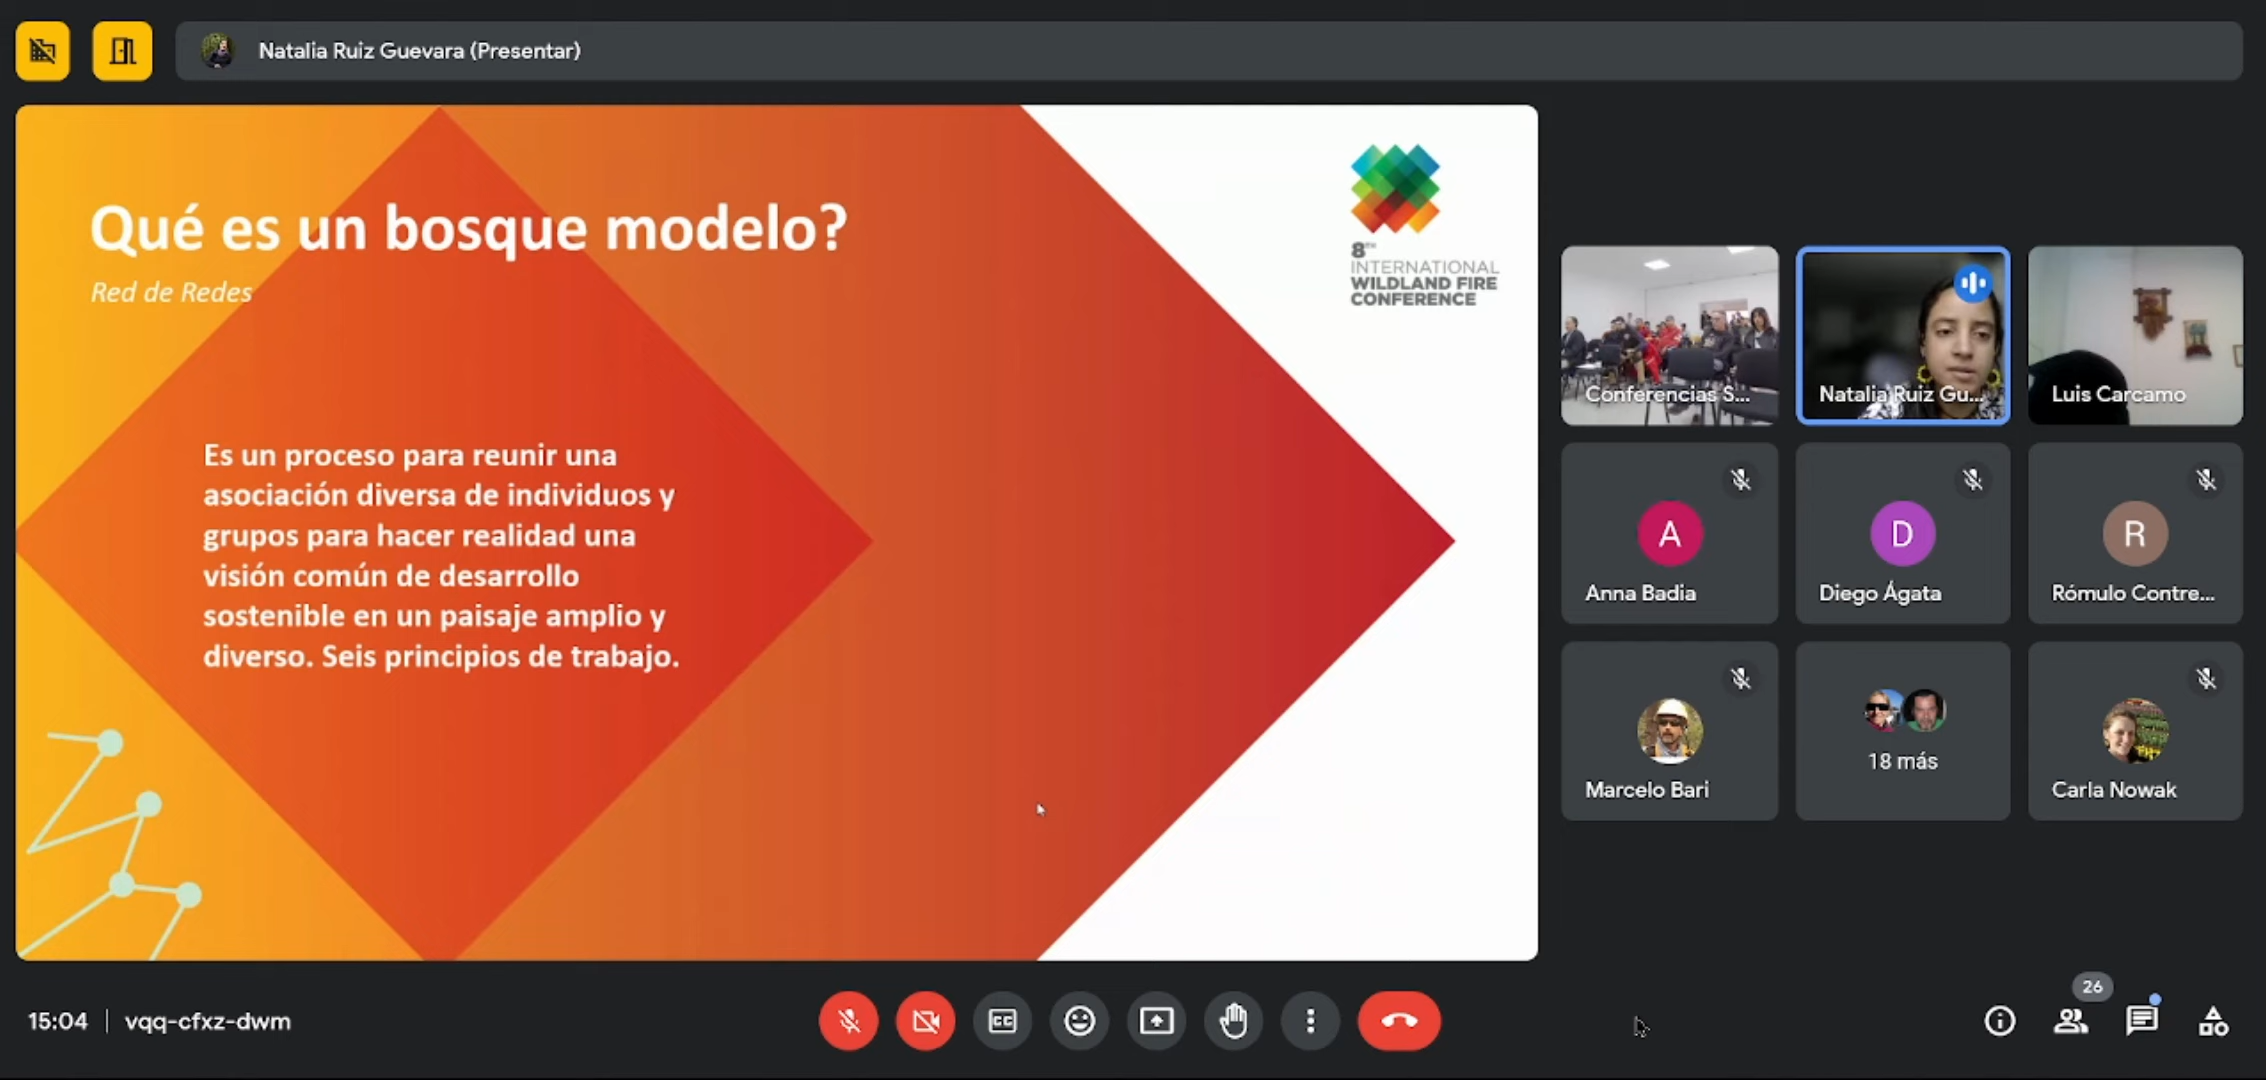 Natalia Ruiz Guevara (Presentar)
Qué es un bosque modelo?
Red de Redes
8TH
INTERNATIONAL
WILDLAND FIRE
CONFERENCE
Es un proceso para reunir una
asociación diversa de individuos y
grupos para hacer realidad una
visión común de desarrollo
sostenible en un paisaje amplio y
diverso. Seis principios de trabajo.
Conferencias S...
Natalia Ruiz Gu...
Luis Carcamo
A
Anna Badia
D
Diego Ágata
R
Rómulo Contre...
Marcelo Bari
18 más
Carla Nowak
15:04
vqq-cfxz-dwm
CC
26